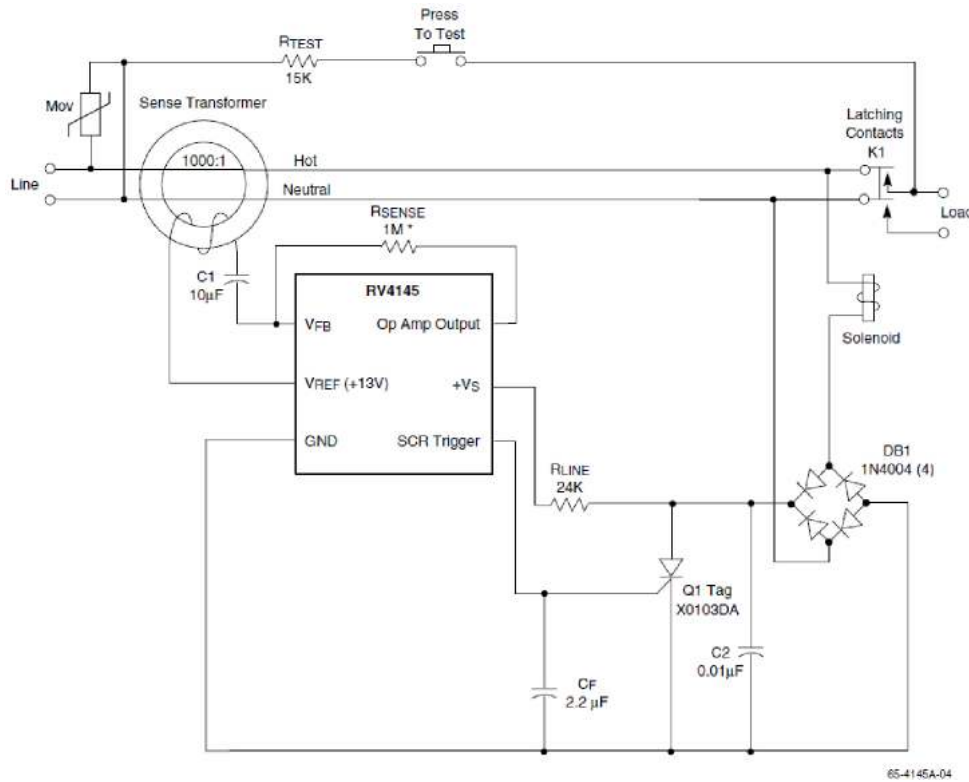 Press
To Test
RTEST
15K
Mov
Sense Transformer
Latching
Contacts
K1
1000:1
Hot
Line
Neutral
Load
RSENSE
1M *
C1
10µF
RV4145
VFB
Op Amp Output
Solenoid
VREF (+13V)
+VS
GND
SCR Trigger
DB1
1N4004 (4)
RLINE
24K
Q1 Tag
X0103DA
C2
0.01µF
CF
2.2 µF
65-4145A-04